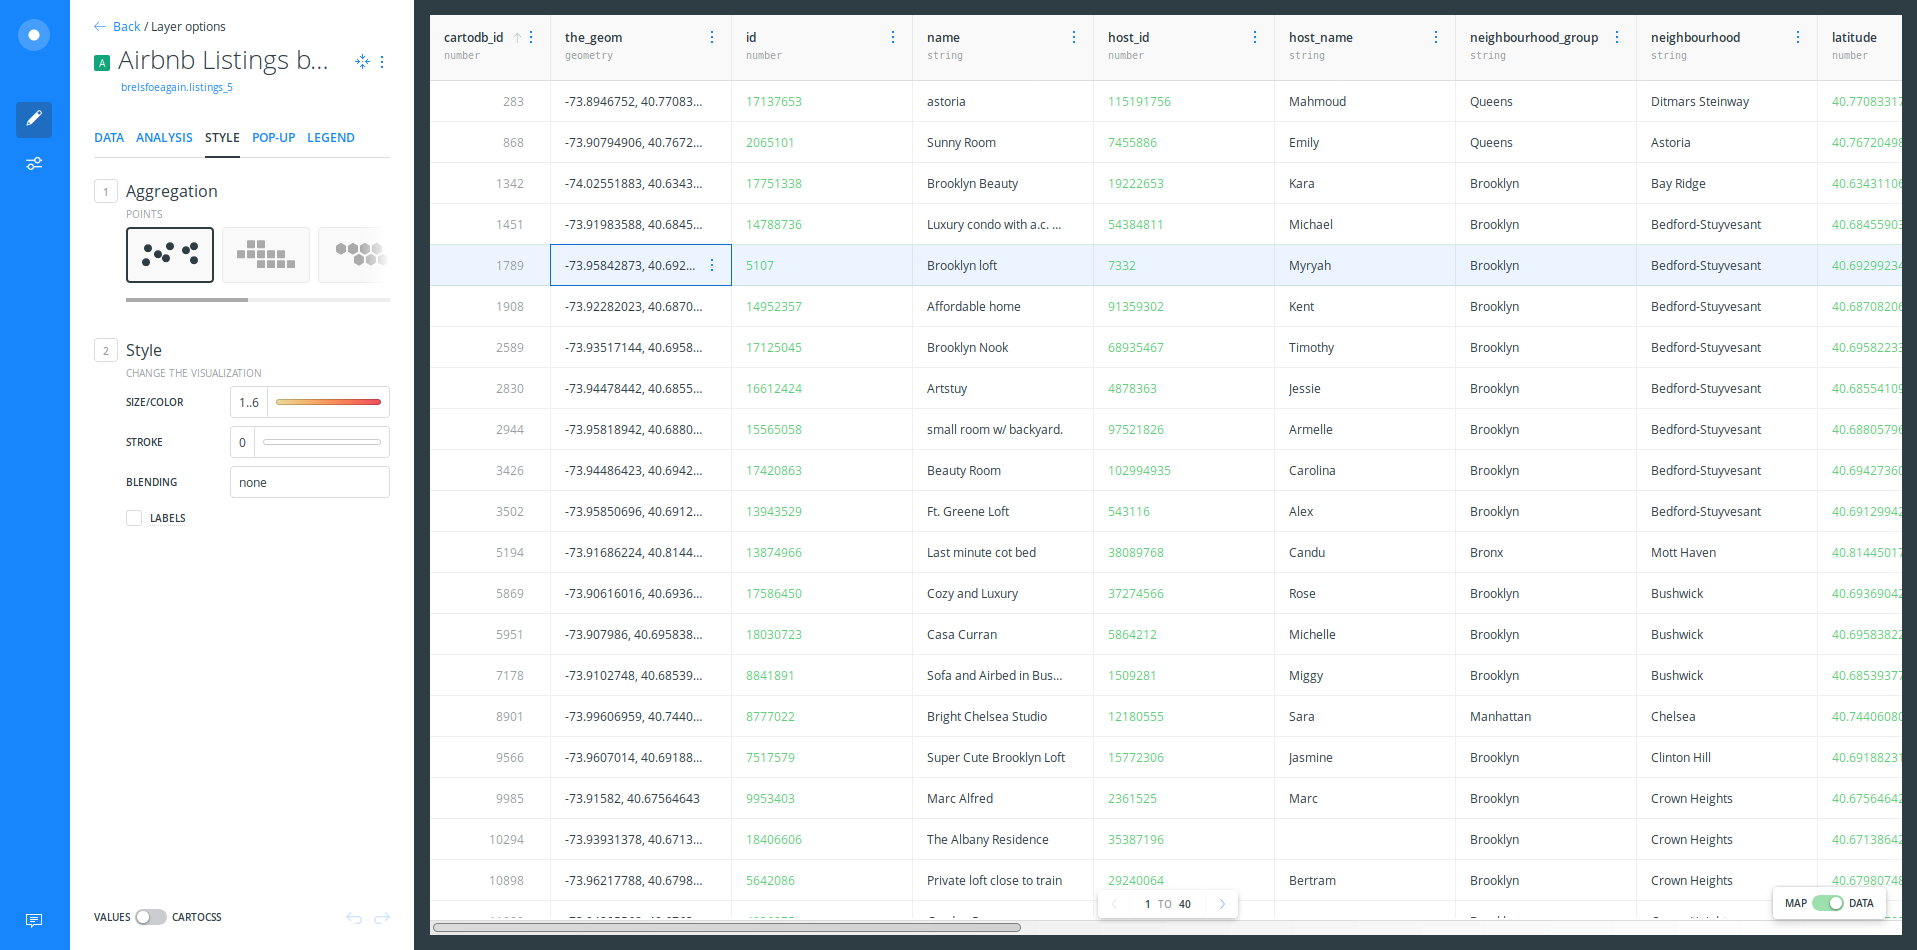 ← Back / Layer options
A Airbnb Listings b...
brelsfoeagain.listings_5
DATA ANALYSIS STYLE POP-UP LEGEND
1 Aggregation
POINTS
2 Style
CHANGE THE VISUALIZATION
SIZE/COLOR 1..6
STROKE 0
BLENDING none
LABELS
VALUES CARTOCSS
cartodb_id the_geom id name host_id host_name neighbourhood_group neighbourhood latitude
number geometry number string number string string string number
283 -73.8946752, 40.77083... 17137653 astoria 115191756 Mahmoud Queens Ditmars Steinway 40.77083317
868 -73.90794906, 40.7672... 2065101 Sunny Room 7455886 Emily Queens Astoria 40.76720498
1342 -74.02551883, 40.6343... 17751338 Brooklyn Beauty 19222653 Kara Brooklyn Bay Ridge 40.63431106
1451 -73.91983588, 40.6845... 14788736 Luxury condo with a.c. ... 54384811 Michael Brooklyn Bedford-Stuyvesant 40.68455903
1789 -73.95842873, 40.692... 5107 Brooklyn loft 7332 Myryah Brooklyn Bedford-Stuyvesant 40.69299234
1908 -73.92282023, 40.6870... 14952357 Affordable home 91359302 Kent Brooklyn Bedford-Stuyvesant 40.68708206
2589 -73.93517144, 40.6958... 17125045 Brooklyn Nook 68935467 Timothy Brooklyn Bedford-Stuyvesant 40.69582233
2830 -73.94478442, 40.6855... 16612424 Artstuy 4878363 Jessie Brooklyn Bedford-Stuyvesant 40.68554109
2944 -73.95818942, 40.6880... 15565058 small room w/ backyard. 97521826 Armelle Brooklyn Bedford-Stuyvesant 40.68805796
3426 -73.94486423, 40.6942... 17420863 Beauty Room 102994935 Carolina Brooklyn Bedford-Stuyvesant 40.69427360
3502 -73.95850696, 40.6912... 13943529 Ft. Greene Loft 543116 Alex Brooklyn Bedford-Stuyvesant 40.69129942
5194 -73.91686224, 40.8144... 13874966 Last minute cot bed 38089768 Candu Bronx Mott Haven 40.81445017
5869 -73.90616016, 40.6936... 17586450 Cozy and Luxury 37274566 Rose Brooklyn Bushwick 40.69369042
5951 -73.907986, 40.695838... 18030723 Casa Curran 5864212 Michelle Brooklyn Bushwick 40.69583822
7178 -73.9102748, 40.68539... 8841891 Sofa and Airbed in Bus... 1509281 Miggy Brooklyn Bushwick 40.68539377
8901 -73.99606959, 40.7440... 8777022 Bright Chelsea Studio 12180555 Sara Manhattan Chelsea 40.74406080
9566 -73.9607014, 40.69188... 7517579 Super Cute Brooklyn Loft 15772306 Jasmine Brooklyn Clinton Hill 40.69188231
9985 -73.91582, 40.67564643 9953403 Marc Alfred 2361525 Marc Brooklyn Crown Heights 40.67564642
10294 -73.93931378, 40.6713... 18406606 The Albany Residence 35387196 Brooklyn Crown Heights 40.67138642
10898 -73.96217788, 40.6798... 5642086 Private loft close to train 29240064 Bertram Brooklyn Crown Heights 40.67980748
1 TO 40
MAP DATA